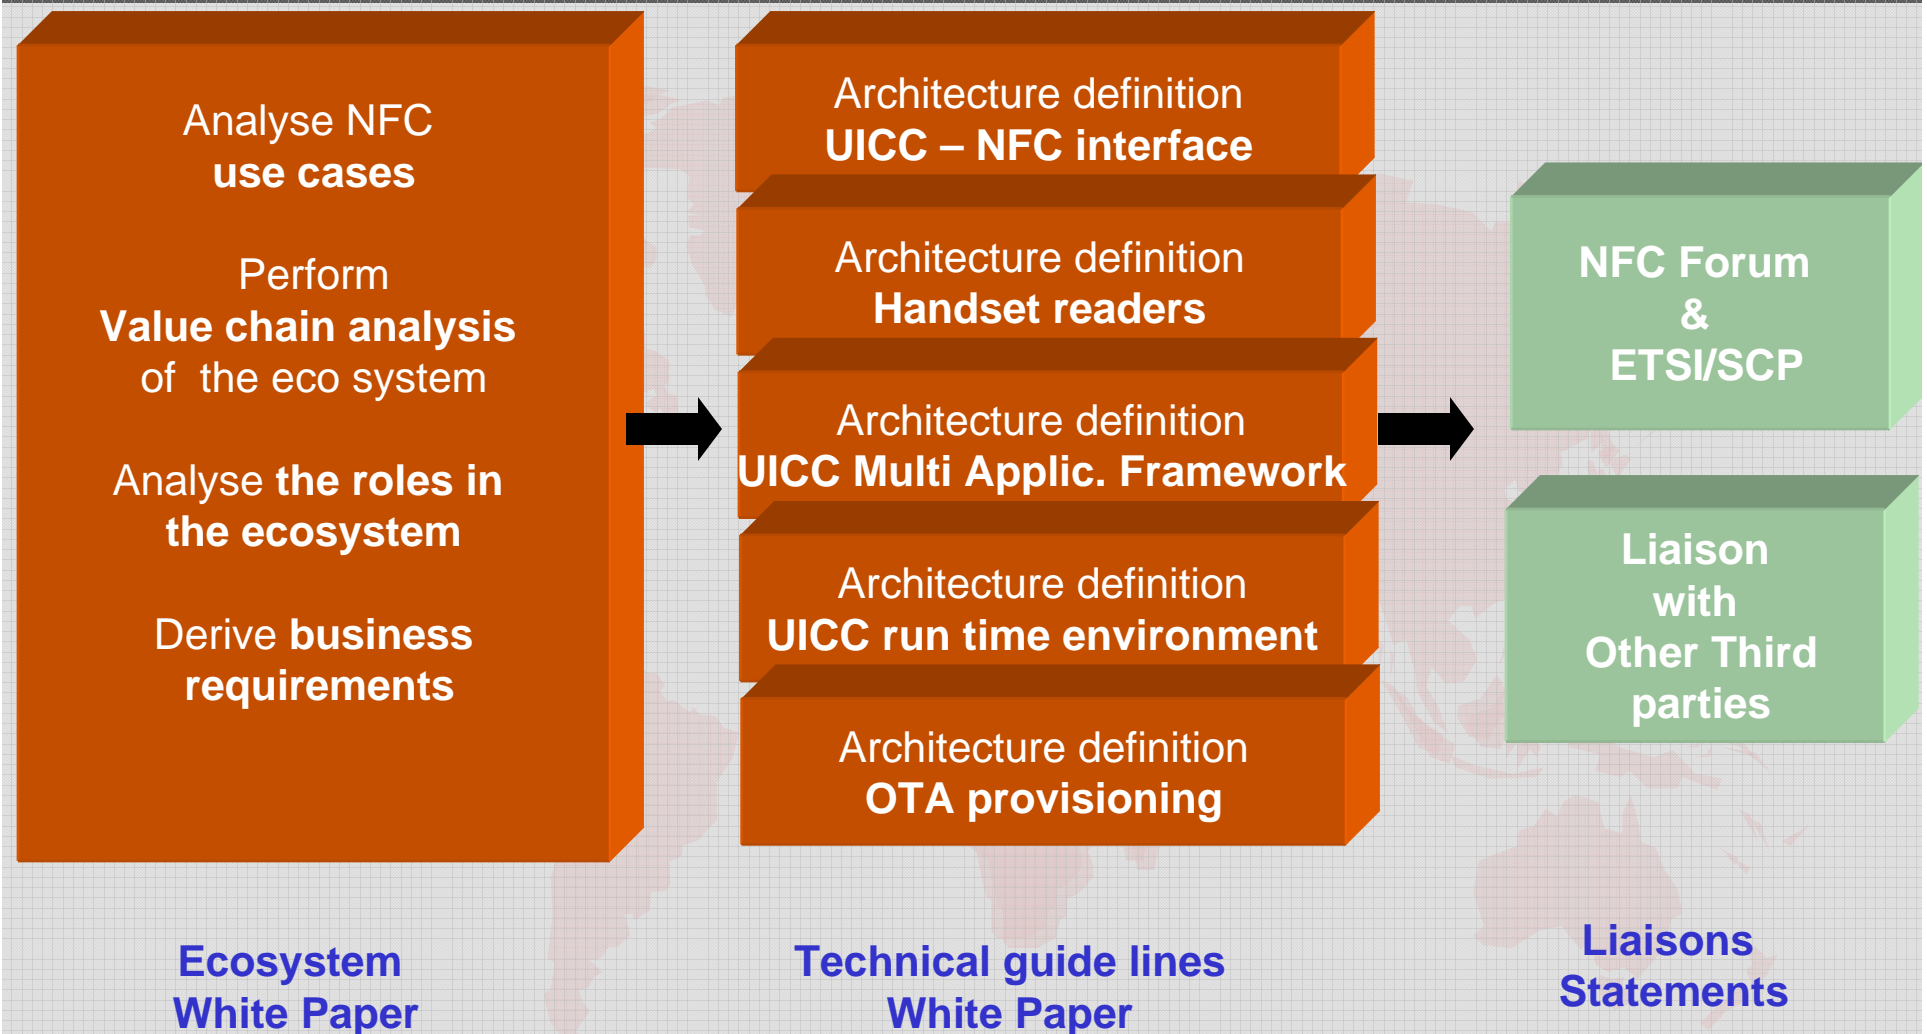 Analyse NFC
use cases
Perform
Value chain analysis
of the eco system
Analyse the roles in
the ecosystem
Derive business
requirements
Architecture definition
UICC – NFC interface
Architecture definition
Handset readers
Architecture definition
UICC Multi Applic. Framework
Architecture definition
UICC run time environment
Architecture definition
OTA provisioning
NFC Forum
&
ETSI/SCP
Liaison
with
Other Third
parties
Ecosystem
White Paper
Technical guide lines
White Paper
Liaisons
Statements